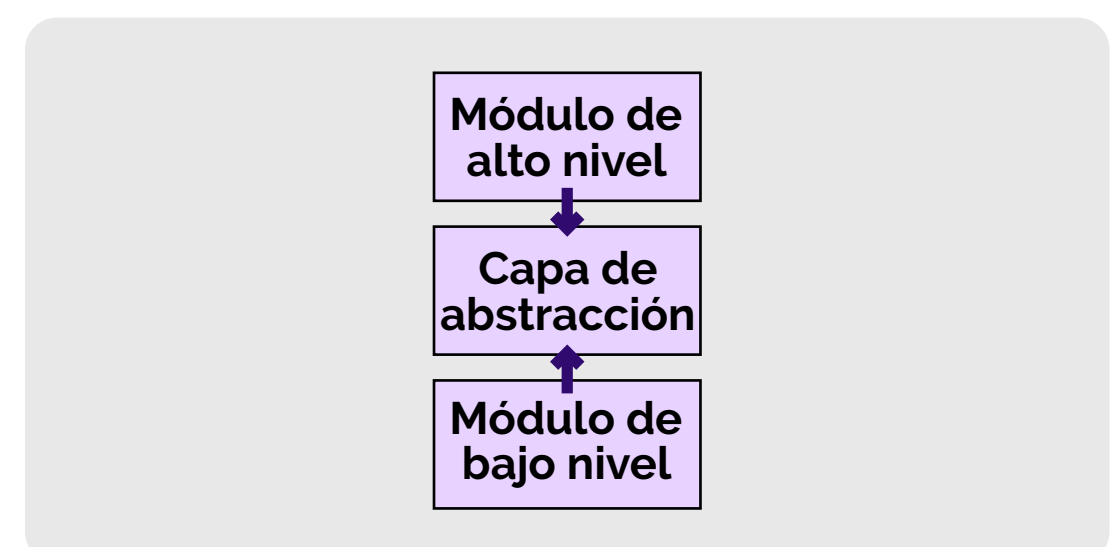 Módulo de
alto nivel
Capa de
abstracción
Módulo de
bajo nivel